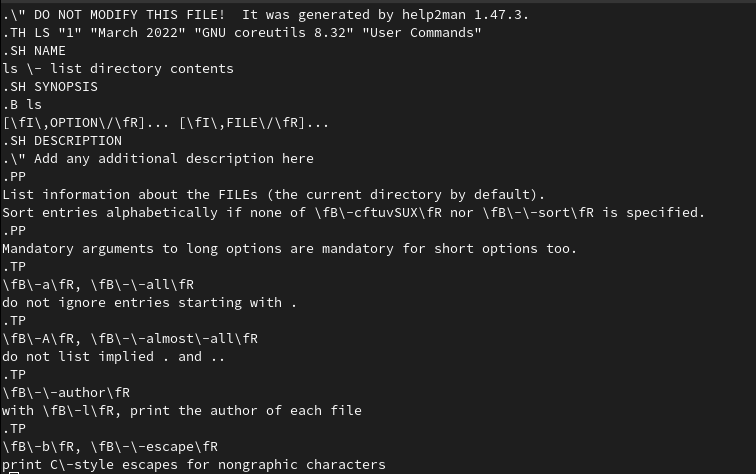 .\" DO NOT MODIFY THIS FILE!  It was generated by help2man 1.47.3.
.TH LS "1" "March 2022" "GNU coreutils 8.32" "User Commands"
.SH NAME
ls \- list directory contents
.SH SYNOPSIS
.B ls
[\fI\,OPTION\/\fR]... [\fI\,FILE\/\fR]...
.SH DESCRIPTION
.\" Add any additional description here
.PP
List information about the FILEs (the current directory by default).
Sort entries alphabetically if none of \fB\-cftuvSUX\fR nor \fB\-\-sort\fR is specified.
.PP
Mandatory arguments to long options are mandatory for short options too.
.TP
\fB\-a\fR, \fB\-\-all\fR
do not ignore entries starting with .
.TP
\fB\-A\fR, \fB\-\-almost\-all\fR
do not list implied . and ..
.TP
\fB\-\-author\fR
with \fB\-l\fR, print the author of each file
.TP
\fB\-b\fR, \fB\-\-escape\fR
print C\-style escapes for nongraphic characters